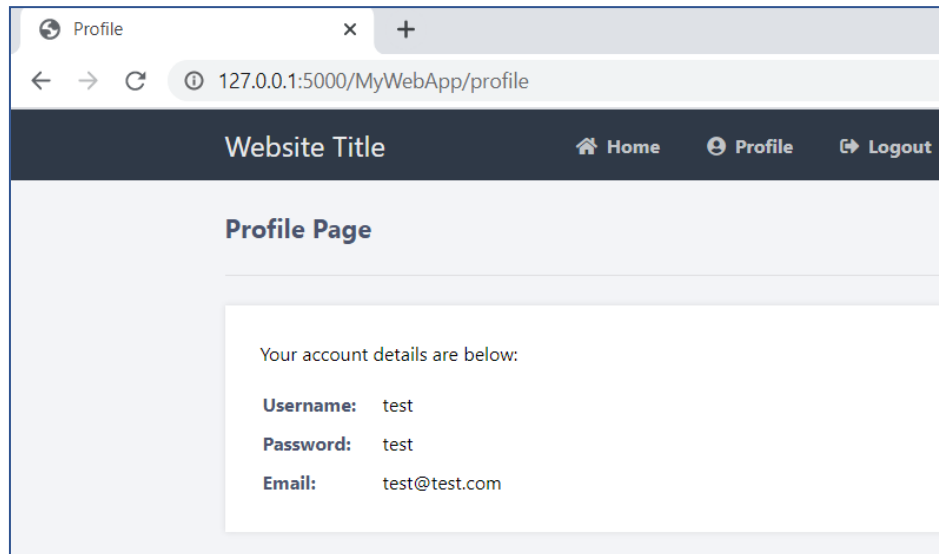 Profile
127.0.0.1:5000/MyWebApp/profile
Website Title Home Profile Logout
Profile Page
Your account details are below:
Username: test
Password: test
Email: test@test.com